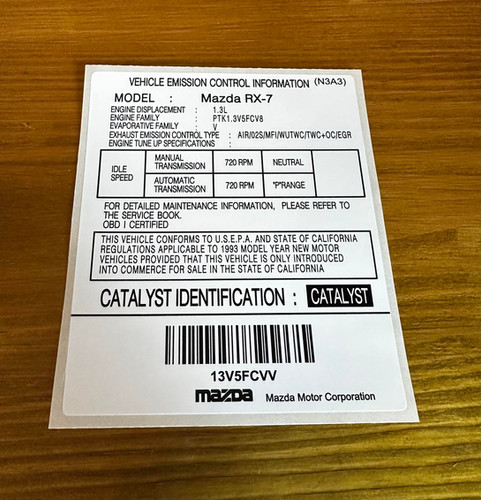 VEHICLE EMISSION CONTROL INFORMATION (N3A3)
MODEL : Mazda RX-7
ENGINE DISPLACEMENT : 1.3L
ENGINE FAMILY : PTK1.3V5FCV8
EVAPORATIVE FAMILY : V
EXHAUST EMISSION CONTROL TYPE : AIR/02S/MFI/WUTWC/TWC+OC/EGR
ENGINE TUNE UP SPECIFICATIONS :
IDLE SPEED
MANUAL TRANSMISSION 720 RPM NEUTRAL
AUTOMATIC TRANSMISSION 720 RPM "P"RANGE
FOR DETAILED MAINTENANCE INFORMATION, PLEASE REFER TO
THE SERVICE BOOK.
OBD I CERTIFIED
THIS VEHICLE CONFORMS TO U.S.E.P.A. AND STATE OF CALIFORNIA
REGULATIONS APPLICABLE TO 1993 MODEL YEAR NEW MOTOR
VEHICLES PROVIDED THAT THIS VEHICLE IS ONLY INTRODUCED
INTO COMMERCE FOR SALE IN THE STATE OF CALIFORNIA
CATALYST IDENTIFICATION : CATALYST
13V5FCVV
mazda Mazda Motor Corporation